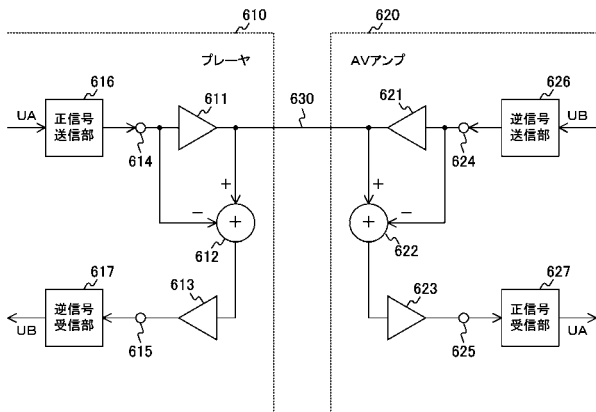 610
620
プレーヤ
AVアンプ
616
611
621
626
UA
正信号
送信部
630
逆信号
送信部
UB
614
624
+
−
+
+
−
+
612
622
617
613
623
627
逆信号
受信部
正信号
受信部
UB
615
625
UA